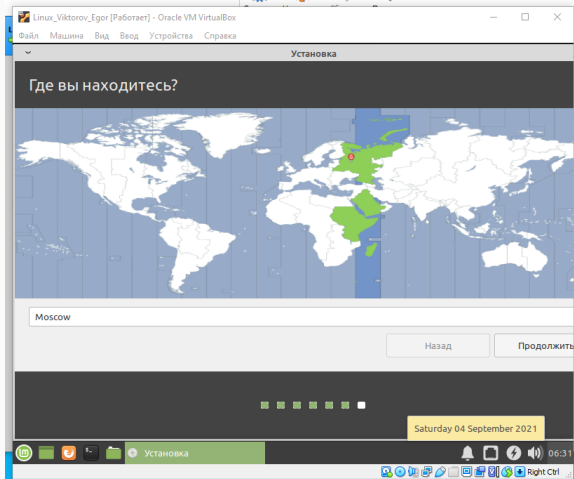 Linux_Viktorov_Egor [Работает] - Oracle VM VirtualBox
Файл Машина Вид Ввод Устройства Справка
Установка
Где вы находитесь?
Moscow
Назад
Продолжить
Saturday 04 September 2021
Установка
06:31
Right Ctrl